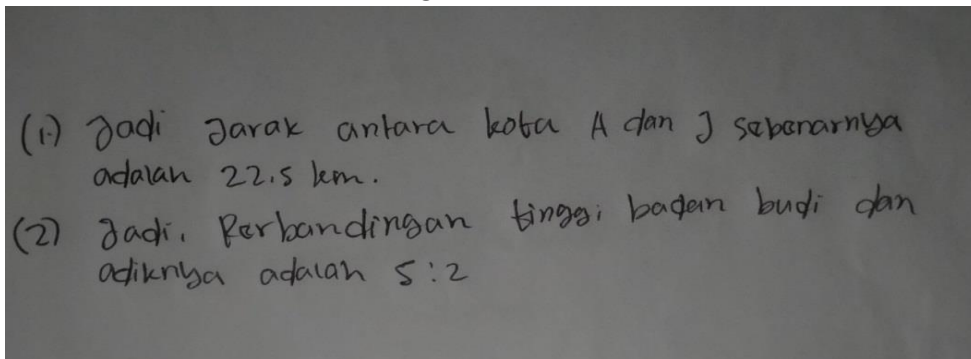 (1.) Jadi Jarak antara kota A dan J sebenarnya
adalah 22.5 km.
(2) Jadi, Perbandingan tinggi badan budi dan
adiknya adalah 5:2